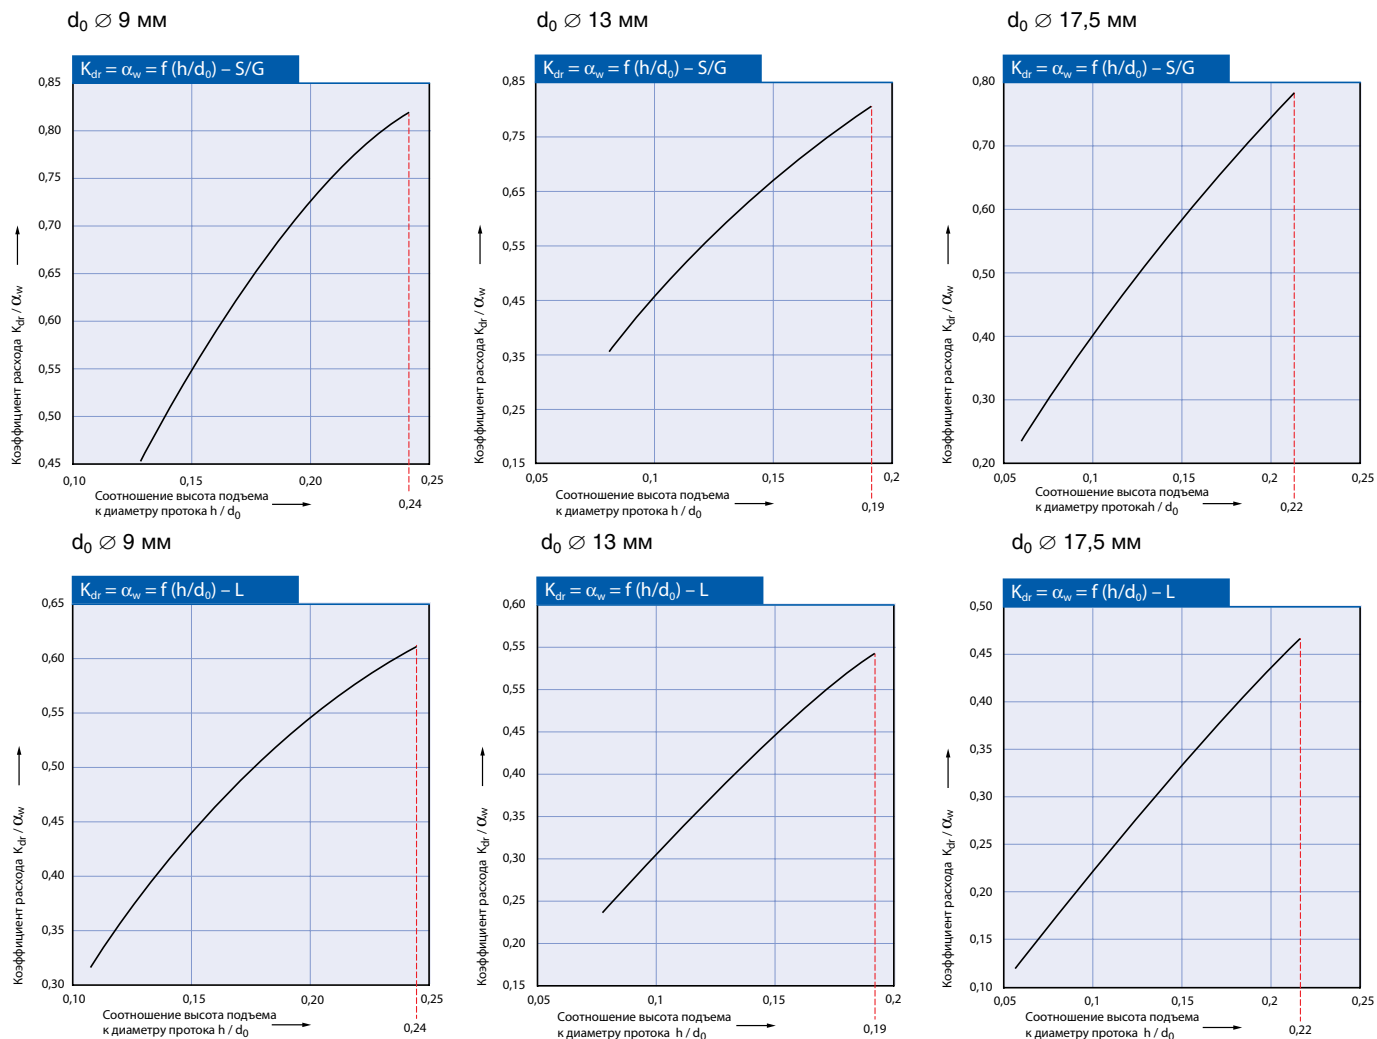 d0 ∅ 9 мм
Kdr = αw = f (h/d0) – S/G
0,85
0,80
0,75
0,70
0,65
0,60
0,55
0,50
0,45
0,10
0,15
0,20
0,25
0,24
Коэффициент расхода Kdr / αw
Соотношение высота подъема
к диаметру протока h / d0
d0 ∅ 13 мм
Kdr = αw = f (h/d0) – S/G
0,85
0,75
0,65
0,55
0,45
0,35
0,25
0,15
0,05
0,1
0,15
0,2
0,19
Коэффициент расхода Kdr / αw
Соотношение высота подъема
к диаметру протока h / d0
d0 ∅ 17,5 мм
Kdr = αw = f (h/d0) – S/G
0,80
0,70
0,60
0,50
0,40
0,30
0,20
0,05
0,1
0,15
0,2
0,25
0,22
Коэффициент расхода Kdr / αw
Соотношение высота подъема
к диаметру протокаh / d0
d0 ∅ 9 мм
Kdr = αw = f (h/d0) – L
0,65
0,60
0,55
0,50
0,45
0,40
0,35
0,30
0,10
0,15
0,20
0,25
0,24
Коэффициент расхода Kdr / αw
Соотношение высота подъема
к диаметру протока h / d0
d0 ∅ 13 мм
Kdr = αw = f (h/d0) – L
0,60
0,55
0,55
0,45
0,40
0,35
0,30
0,25
0,20
0,15
0,05
0,1
0,15
0,2
0,19
Коэффициент расхода Kdr / αw
Соотношение высота подъема
к диаметру протока h / d0
d0 ∅ 17,5 мм
Kdr = αw = f (h/d0) – L
0,50
0,45
0,40
0,35
0,30
0,25
0,20
0,15
0,10
0,05
0,1
0,15
0,2
0,25
0,22
Коэффициент расхода Kdr / αw
Соотношение высота подъема
к диаметру протока h / d0